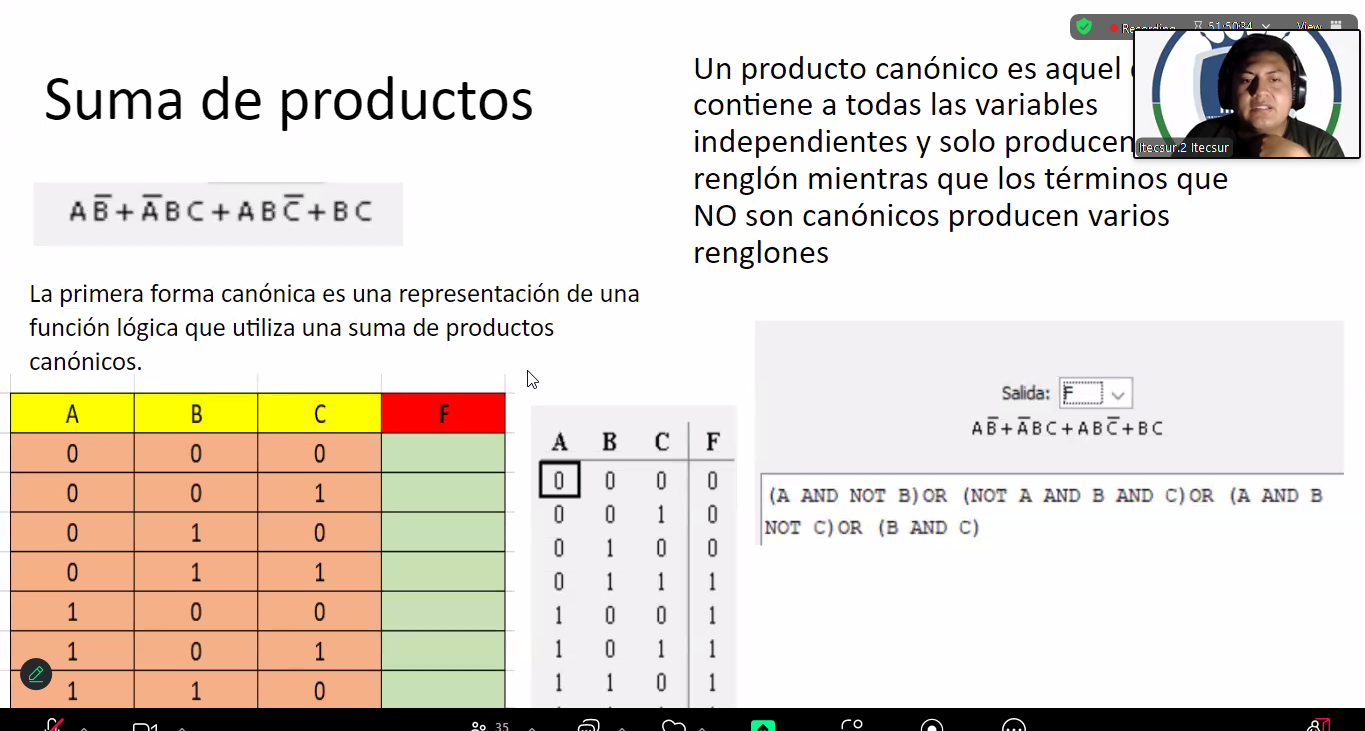 Recording 51:50:34 View
Suma de productos
AB̅+A̅BC+ABC̅+BC
La primera forma canónica es una representación de una
función lógica que utiliza una suma de productos
canónicos.
A B C F
0 0 0
0 0 1
0 1 0
0 1 1
1 0 0
1 0 1
1 1 0
A B C F
0 0 0 0
0 0 1 0
0 1 0 0
0 1 1 1
1 0 0 1
1 0 1 1
1 1 0 1
Un producto canónico es aquel
contiene a todas las variables
independientes y solo producen
renglón mientras que los términos que
NO son canónicos producen varios
renglones
Itecsur.2 Itecsur
Salida: F
AB̅+A̅BC+ABC̅+BC
(A AND NOT B)OR (NOT A AND B AND C)OR (A AND B
NOT C)OR (B AND C)
35